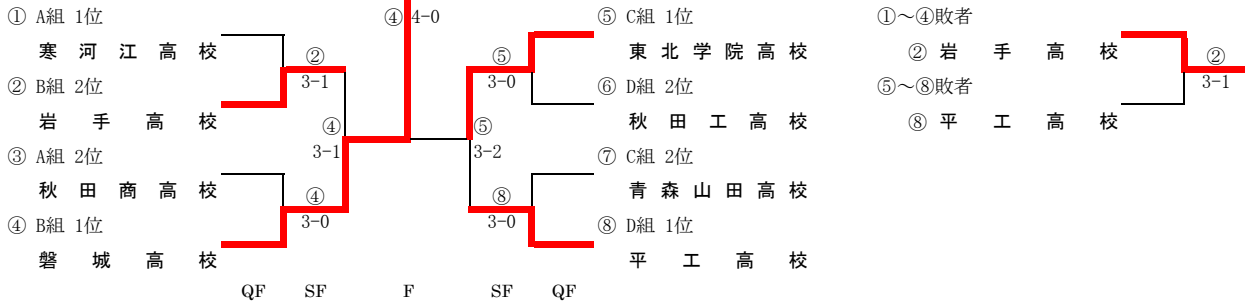 ① A組 1位
寒河江高校
② B組 2位
岩手高校
③ A組 2位
秋田商高校
④ B組 1位
磐城高校
②
3-1
④
3-0
④
3-1
④ 4-0
⑤
3-2
⑤
3-0
⑧
3-0
⑤ C組 1位
東北学院高校
⑥ D組 2位
秋田工高校
⑦ C組 2位
青森山田高校
⑧ D組 1位
平工高校
QF SF F SF QF
①～④敗者
② 岩手高校
⑤～⑧敗者
⑧ 平工高校
②
3-1